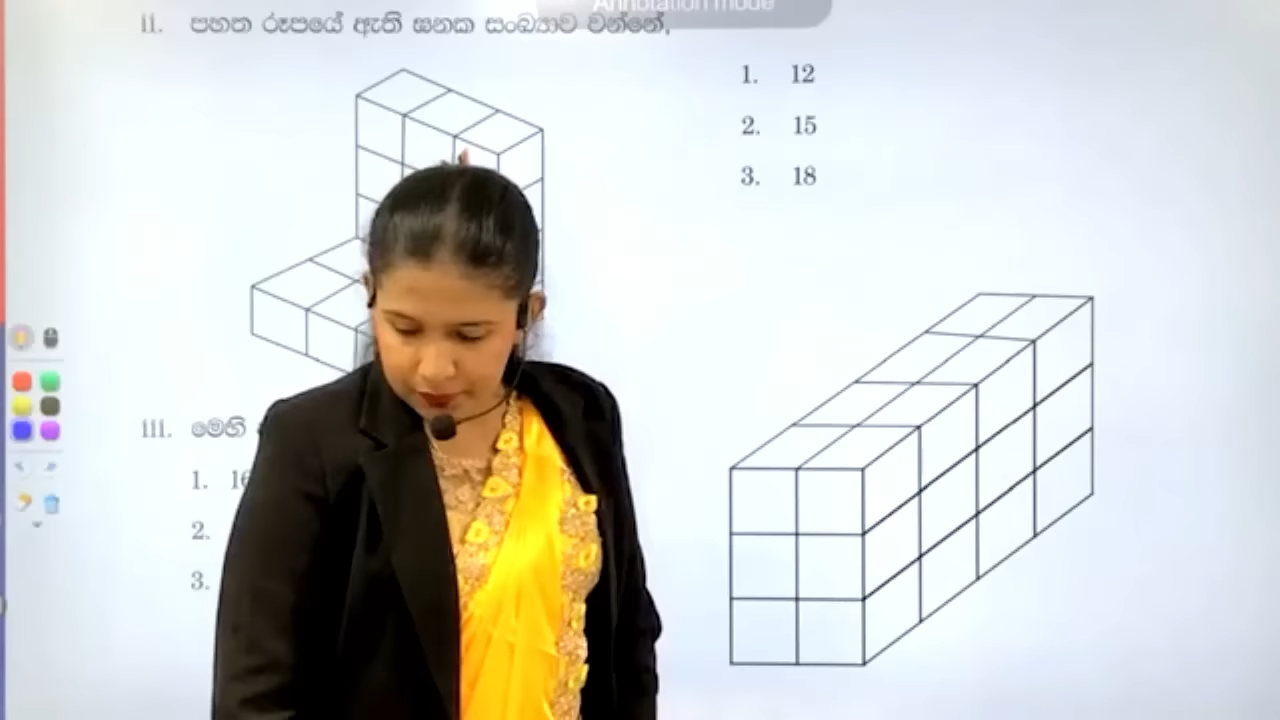 Annotation mode
ii. පහත රූපයේ ඇති ඝනක සංඛ්‍යාව වන්නේ,
1. 12
2. 15
3. 18
iii. මෙහි
1. 16
2.
3.